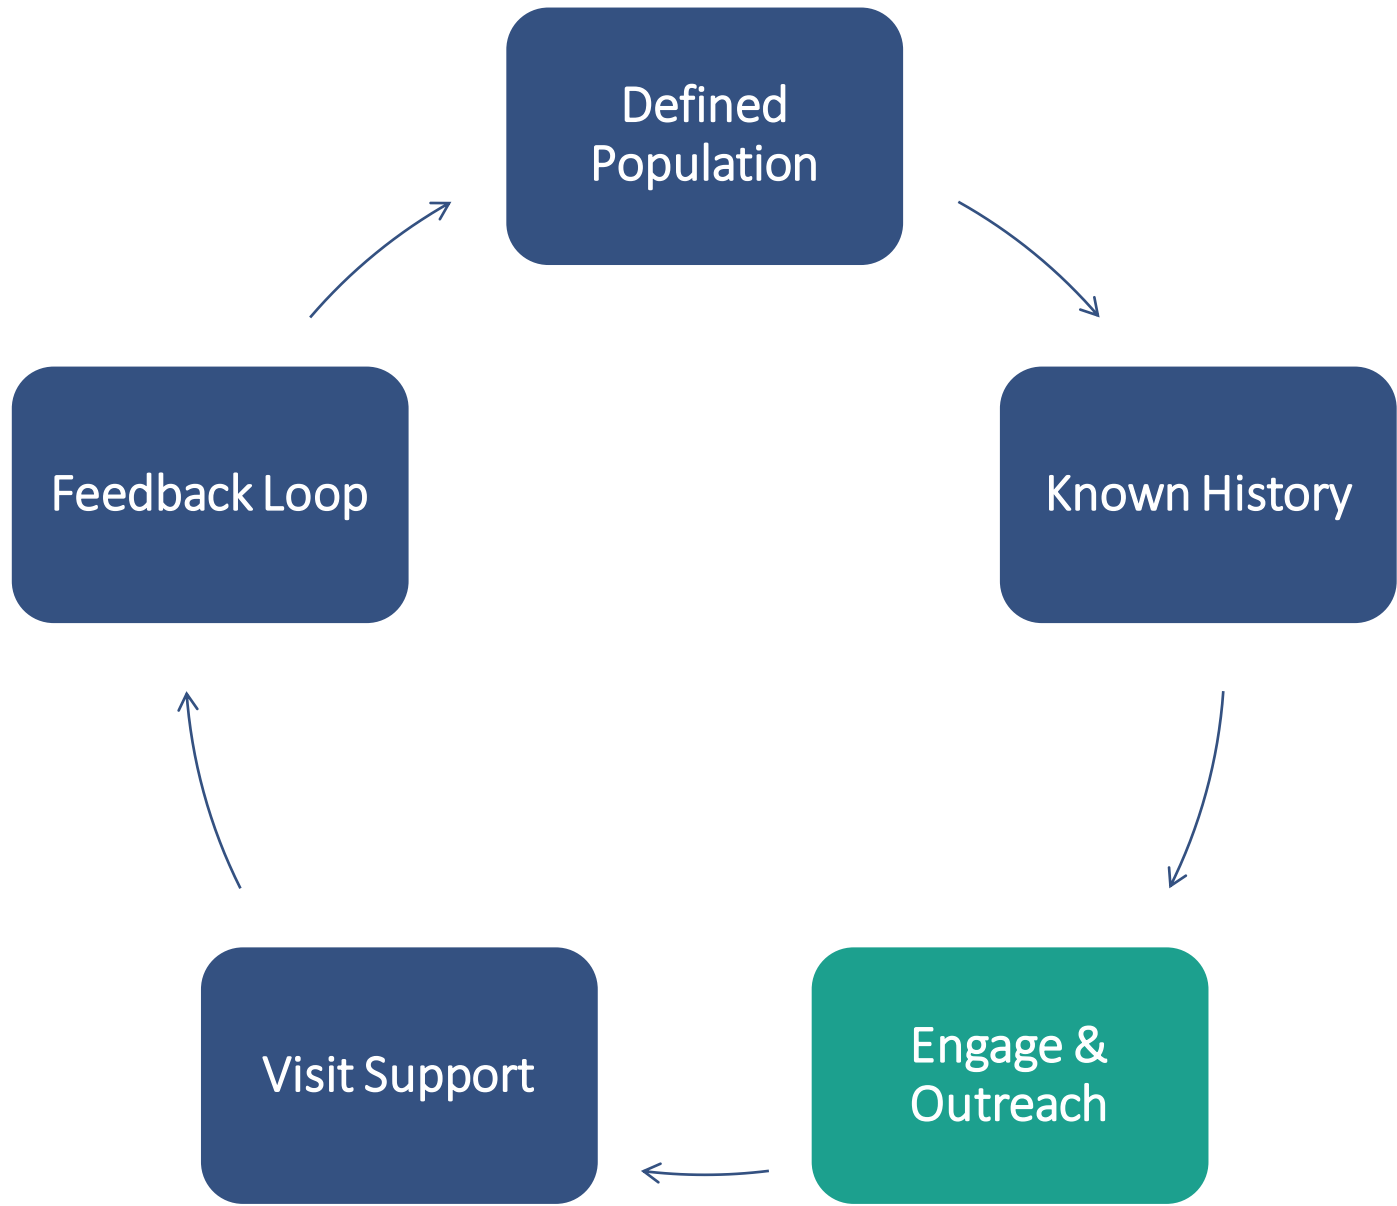 Defined
Population
Known History
Engage &
Outreach
Visit Support
Feedback Loop